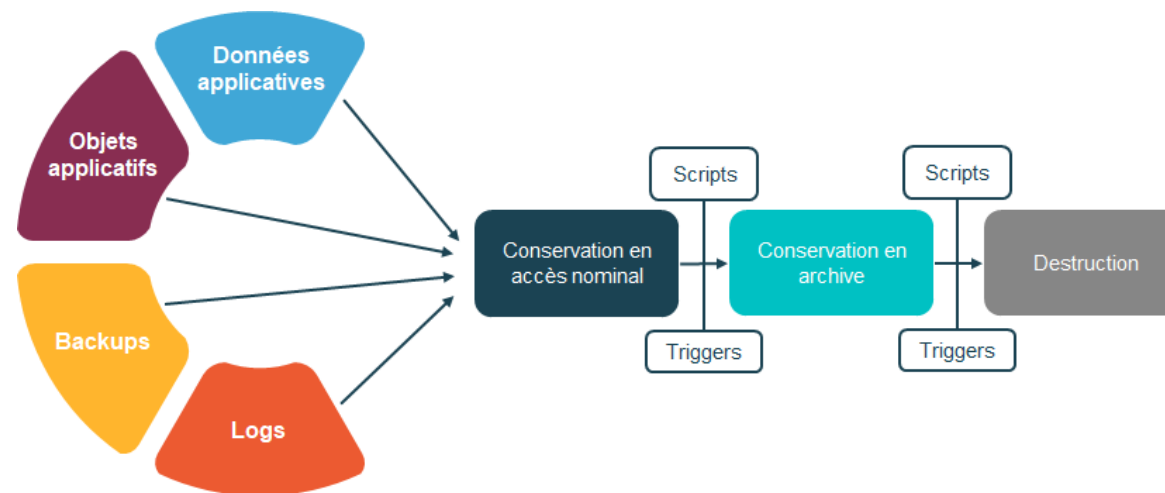 Données
applicatives
Objets
applicatifs
Backups
Logs
Conservation en
accès nominal
Scripts
Triggers
Conservation en
archive
Scripts
Triggers
Destruction